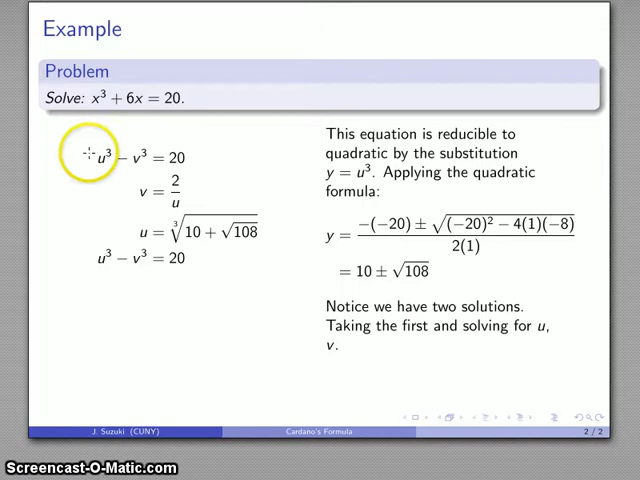 Example
Problem
Solve: x³ + 6x = 20.
u³ − v³ = 20
v = 2/u
u = ∛(10 + √108)
u³ − v³ = 20
This equation is reducible to
quadratic by the substitution
y = u³. Applying the quadratic
formula:
y = (−(−20) ± √((−20)² − 4(1)(−8)))/(2(1))
= 10 ± √108
Notice we have two solutions.
Taking the first and solving for u,
v.
J. Suzuki (CUNY)
Cardano's Formula
2 / 2
Screencast-O-Matic.com